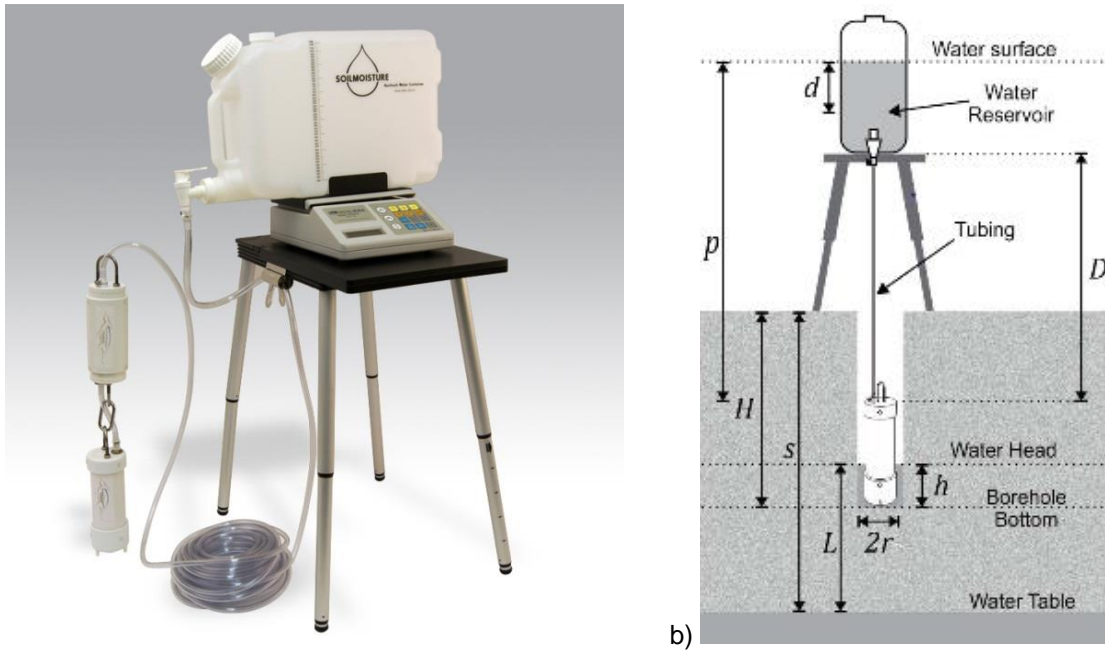 SOILMOISTURE
b)
Water surface
d
Water
Reservoir
Tubing
p
D
H
s
Water Head
h
Borehole
Bottom
L
2r
Water Table